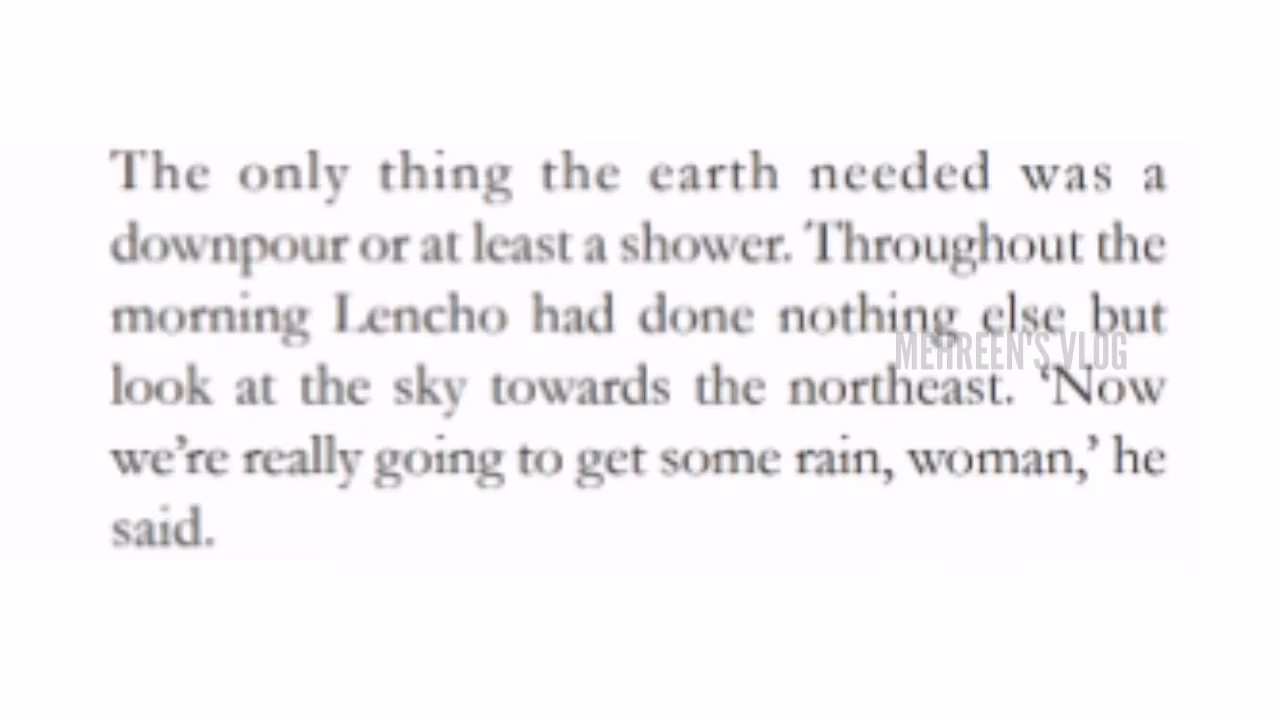 The only thing the earth needed was a
downpour or at least a shower. Throughout the
morning Lencho had done nothing else but
MEHREEN'S VLOG
look at the sky towards the northeast. ‘Now
we’re really going to get some rain, woman,’ he
said.